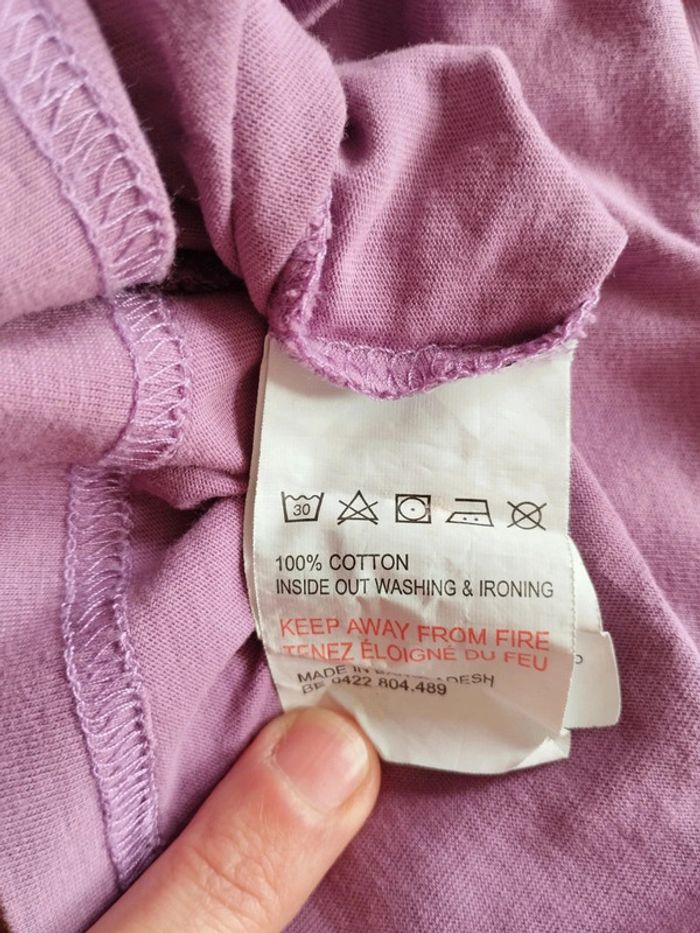 30
100% COTTON
INSIDE OUT WASHING & IRONING
KEEP AWAY FROM FIRE
TENEZ ÉLOIGNÉ DU FEU
MADE IN BANGLADESH
BE 0422 804.489